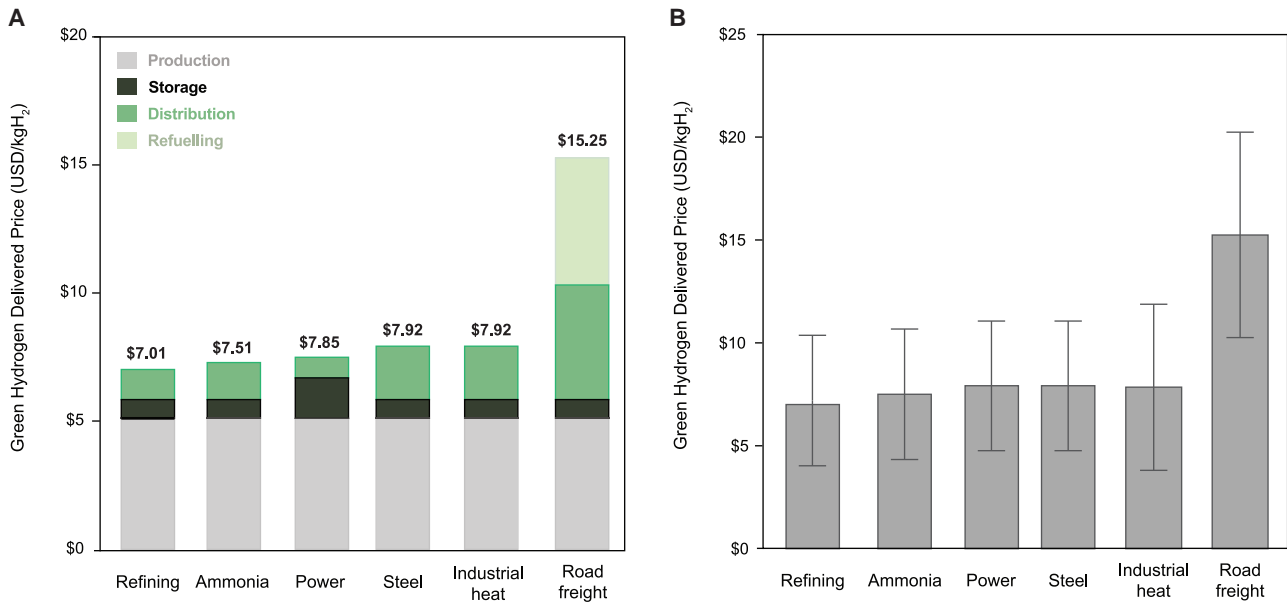 A
Green Hydrogen Delivered Price (USD/kgH₂)
$20
$15
$10
$5
$0
Production
Storage
Distribution
Refuelling
$7.01
$7.51
$7.85
$7.92
$7.92
$15.25
Refining
Ammonia
Power
Steel
Industrial
heat
Road
freight
B
Green Hydrogen Delivered Price (USD/kgH₂)
$25
$20
$15
$10
$5
$0
Refining
Ammonia
Power
Steel
Industrial
heat
Road
freight